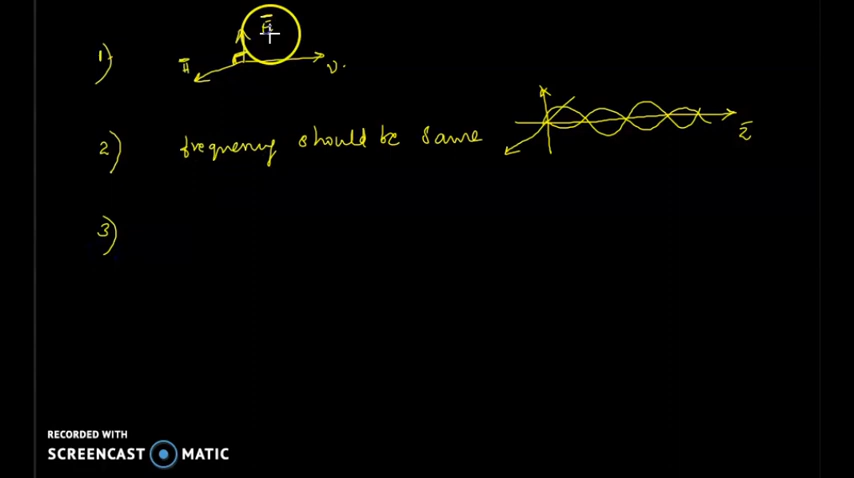 1) H̅ E̅ v.
2) frequency should be same z̅
3)
RECORDED WITH
SCREENCAST MATIC